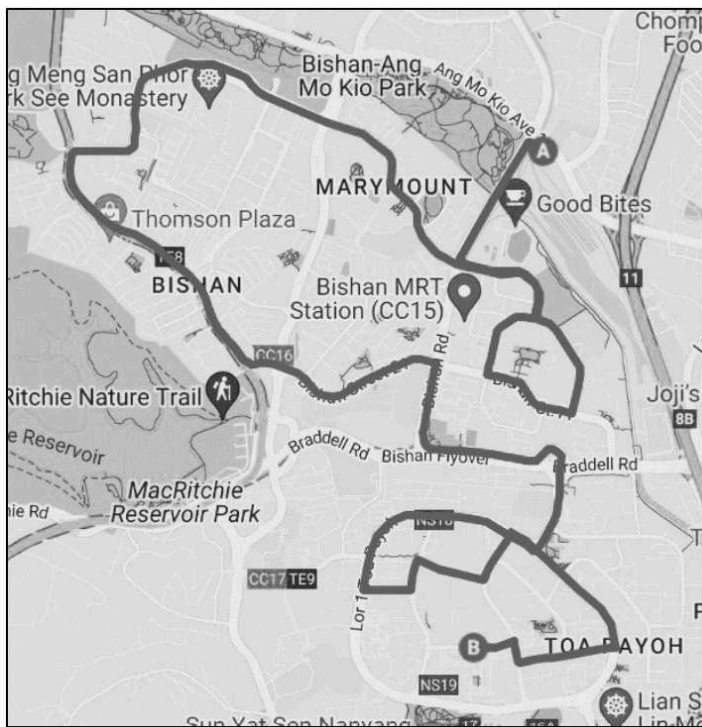 Chomp
Foo
ng Meng San Phor
rk See Monastery
Bishan-Ang
Mo Kio Park
Ang Mo Kio Ave 1
A
MARYMOUNT
Good Bites
Thomson Plaza
TE8
BISHAN
Bishan MRT
Station (CC15)
11
CC16
Bishan Rd
Joji's
8B
Ritchie Nature Trail
e Reservoir
Braddell Rd
Bishan Flyover
Braddell Rd
MacRitchie
Reservoir Park
hie Rd
NS18
CC17 TE9
B
TOA PAYOH
NS19
Lian S
Sun Yat Sen Nanyang